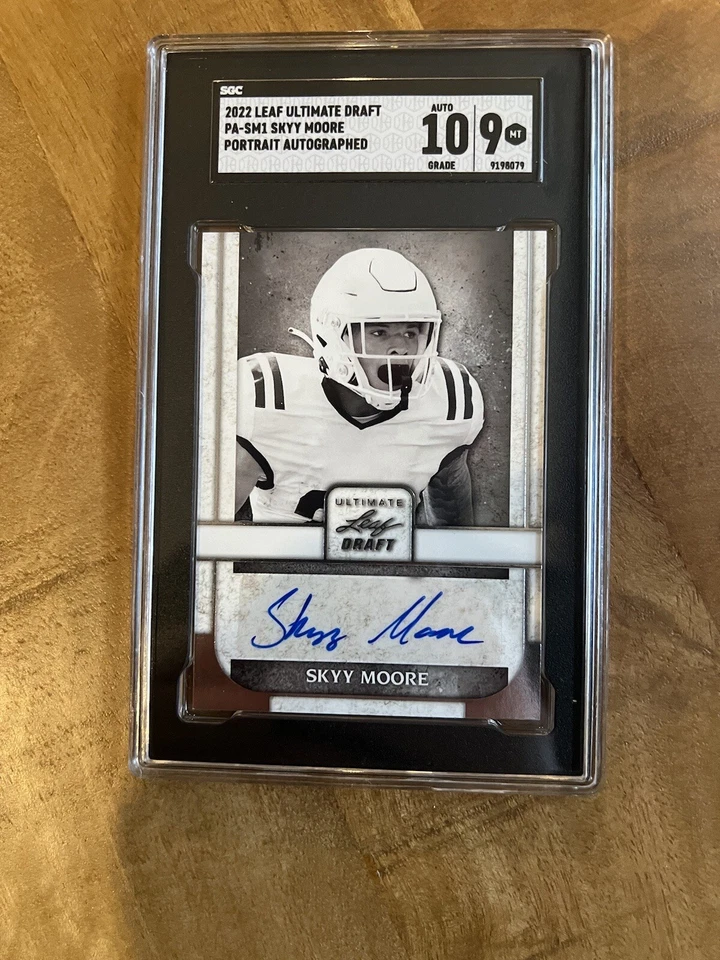 SGC
2022 LEAF ULTIMATE DRAFT
PA-SM1 SKYY MOORE
PORTRAIT AUTOGRAPHED
AUTO
10
GRADE
9 MT
9198079
ULTIMATE
Leaf
DRAFT
Skyy Moore
SKYY MOORE